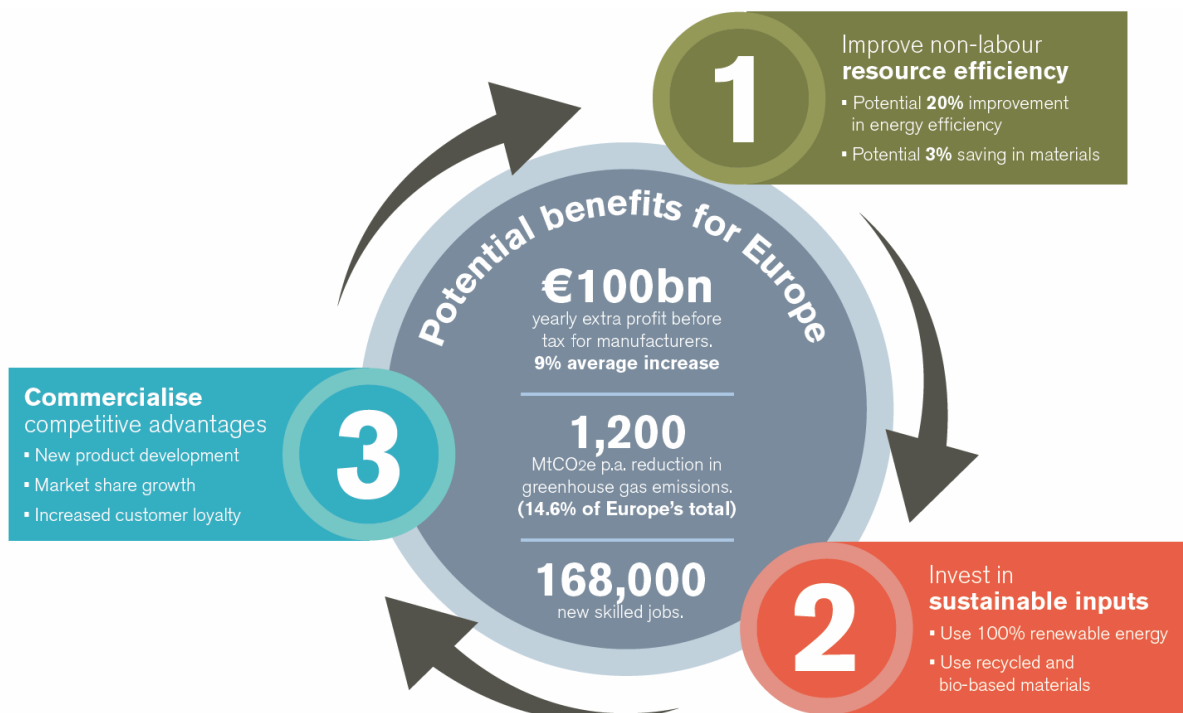 1
Improve non-labour
resource efficiency
▪ Potential 20% improvement
in energy efficiency
▪ Potential 3% saving in materials
Potential benefits for Europe
€100bn
yearly extra profit before
tax for manufacturers.
9% average increase
1,200
MtCO2e p.a. reduction in
greenhouse gas emissions.
(14.6% of Europe's total)
168,000
new skilled jobs.
2
Invest in
sustainable inputs
▪ Use 100% renewable energy
▪ Use recycled and
bio-based materials
3
Commercialise
competitive advantages
▪ New product development
▪ Market share growth
▪ Increased customer loyalty